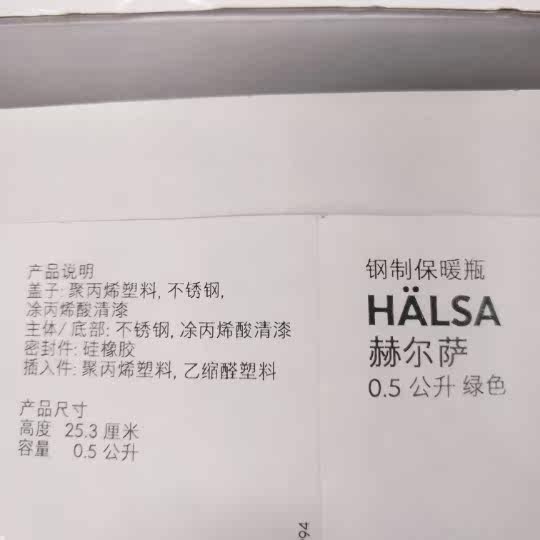 产品说明
盖子: 聚丙烯塑料, 不锈钢,
涂丙烯酸清漆
主体/ 底部: 不锈钢, 涂丙烯酸清漆
密封件: 硅橡胶
插入件: 聚丙烯塑料, 乙缩醛塑料
产品尺寸
高度 25.3 厘米
容量 0.5 公升
钢制保暖瓶
HÄLSA
赫尔萨
0.5 公升 绿色
94